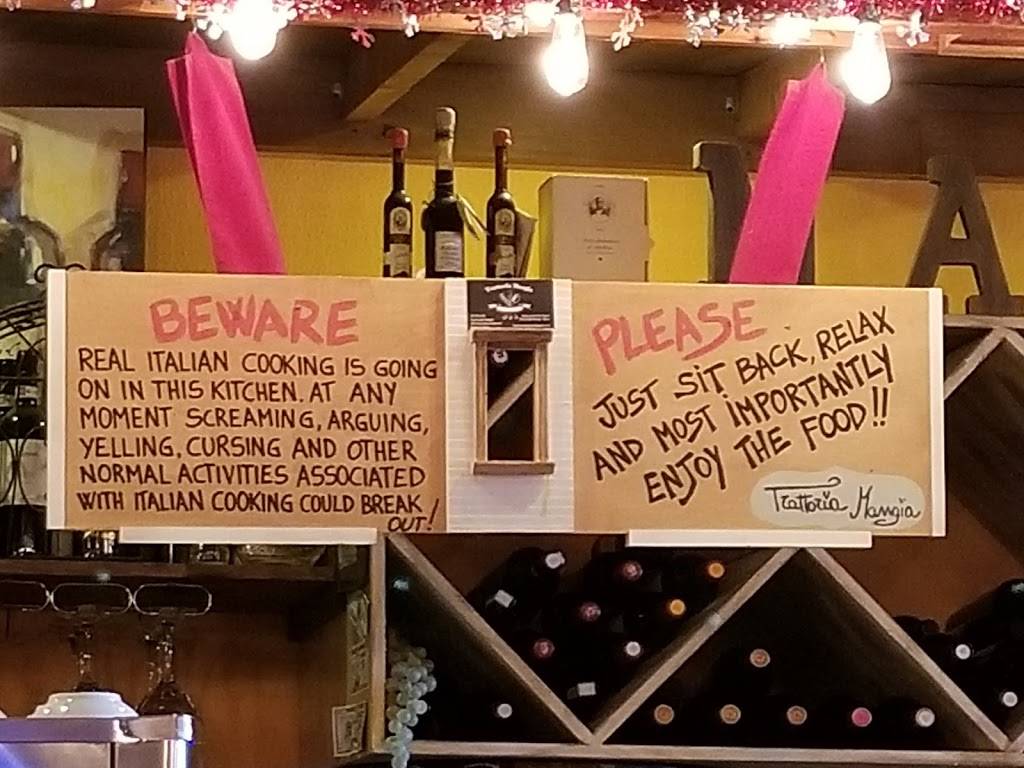 BEWARE
REAL ITALIAN COOKING IS GOING
ON IN THIS KITCHEN. AT ANY
MOMENT SCREAMING, ARGUING,
YELLING, CURSING AND OTHER
NORMAL ACTIVITIES ASSOCIATED
WITH ITALIAN COOKING COULD BREAK
OUT!
PLEASE
JUST SIT BACK, RELAX
AND MOST IMPORTANTLY
ENJOY THE FOOD!!
Trattoria Mangia
A